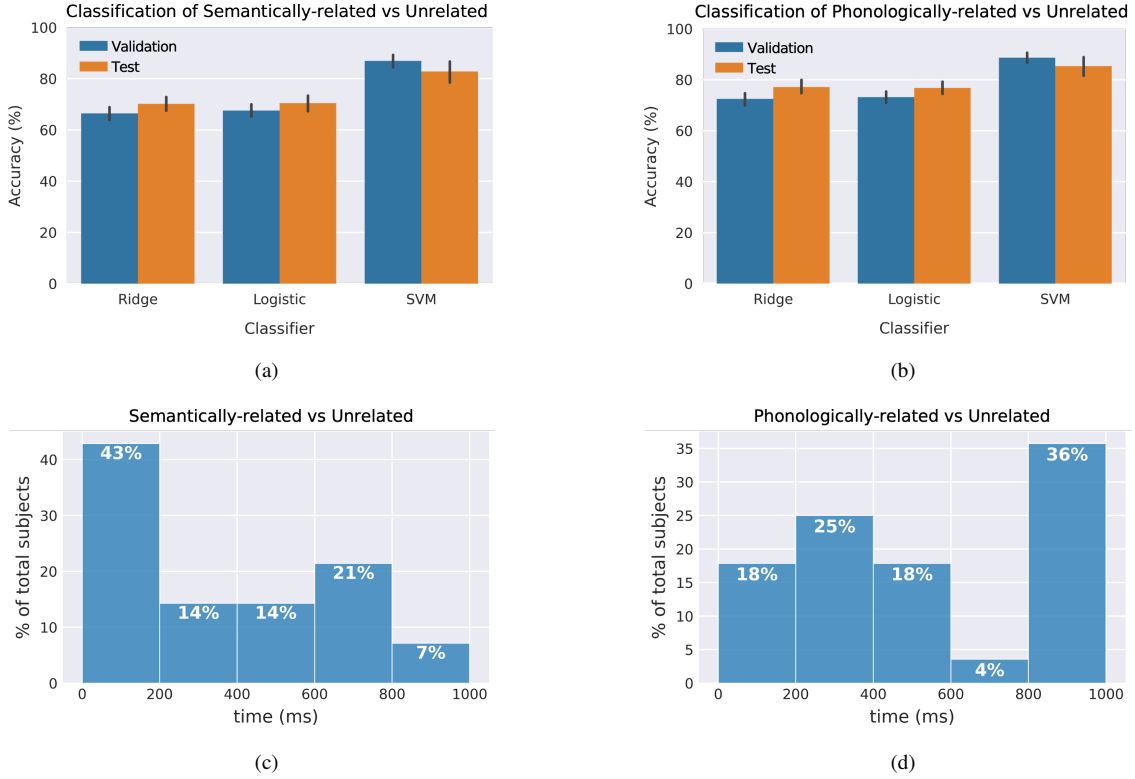 Classification of Semantically-related vs Unrelated
100
80
60
40
20
0
Accuracy (%)
Validation
Test
Ridge
Logistic
SVM
Classifier
(a)
Classification of Phonologically-related vs Unrelated
100
80
60
40
20
0
Accuracy (%)
Validation
Test
Ridge
Logistic
SVM
Classifier
(b)
Semantically-related vs Unrelated
40
30
20
10
0
% of total subjects
43%
14%
14%
21%
7%
0
200
400
600
800
1000
time (ms)
(c)
Phonologically-related vs Unrelated
35
30
25
20
15
10
5
0
% of total subjects
18%
25%
18%
4%
36%
0
200
400
600
800
1000
time (ms)
(d)